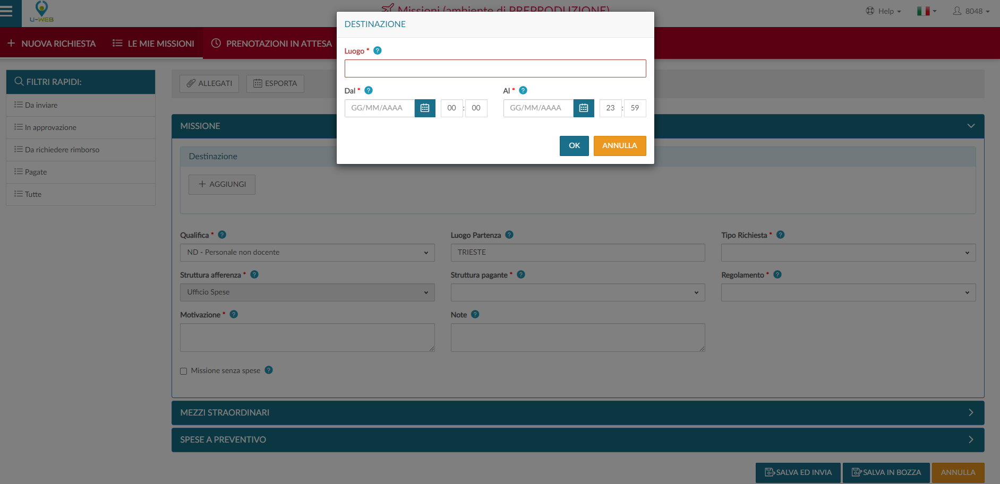 U-WEB
Missioni (ambiente di PREPRODUZIONE)
Help
8048
NUOVA RICHIESTA
LE MIE MISSIONI
PRENOTAZIONI IN ATTESA
FILTRI RAPIDI:
Da inviare
In approvazione
Da richiedere rimborso
Pagate
Tutte
ALLEGATI
ESPORTA
DESTINAZIONE
Luogo * ?
Dal * ?
Al * ?
GG/MM/AAAA 00 : 00
GG/MM/AAAA 23 : 59
OK
ANNULLA
MISSIONE
Destinazione
+ AGGIUNGI
Qualifica * ?
Luogo Partenza ?
Tipo Richiesta * ?
ND - Personale non docente
TRIESTE
Struttura afferenza * ?
Struttura pagante * ?
Regolamento * ?
Ufficio Spese
Motivazione * ?
Note ?
Missione senza spese ?
MEZZI STRAORDINARI
SPESE A PREVENTIVO
SALVA ED INVIA
SALVA IN BOZZA
ANNULLA